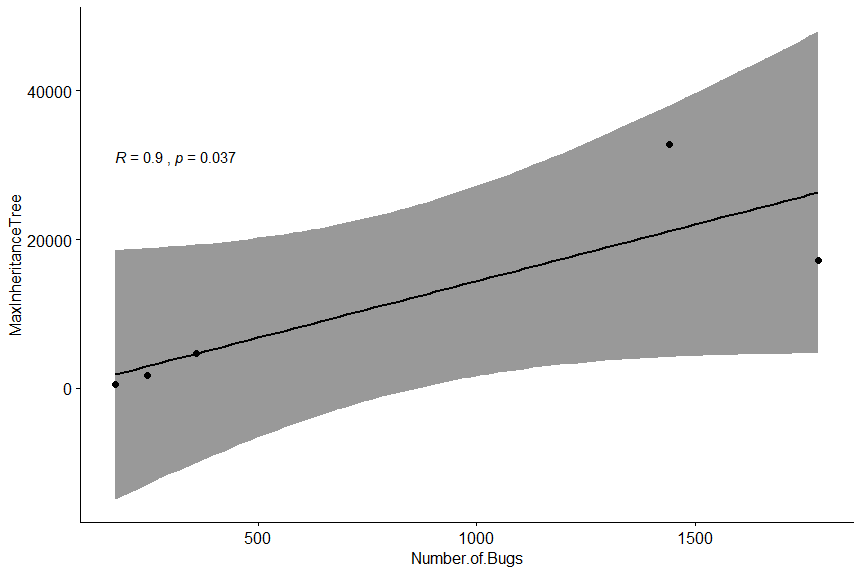 40000
R = 0.9 , p = 0.037
20000
0
MaxInheritanceTree
500 1000 1500
Number.of.Bugs